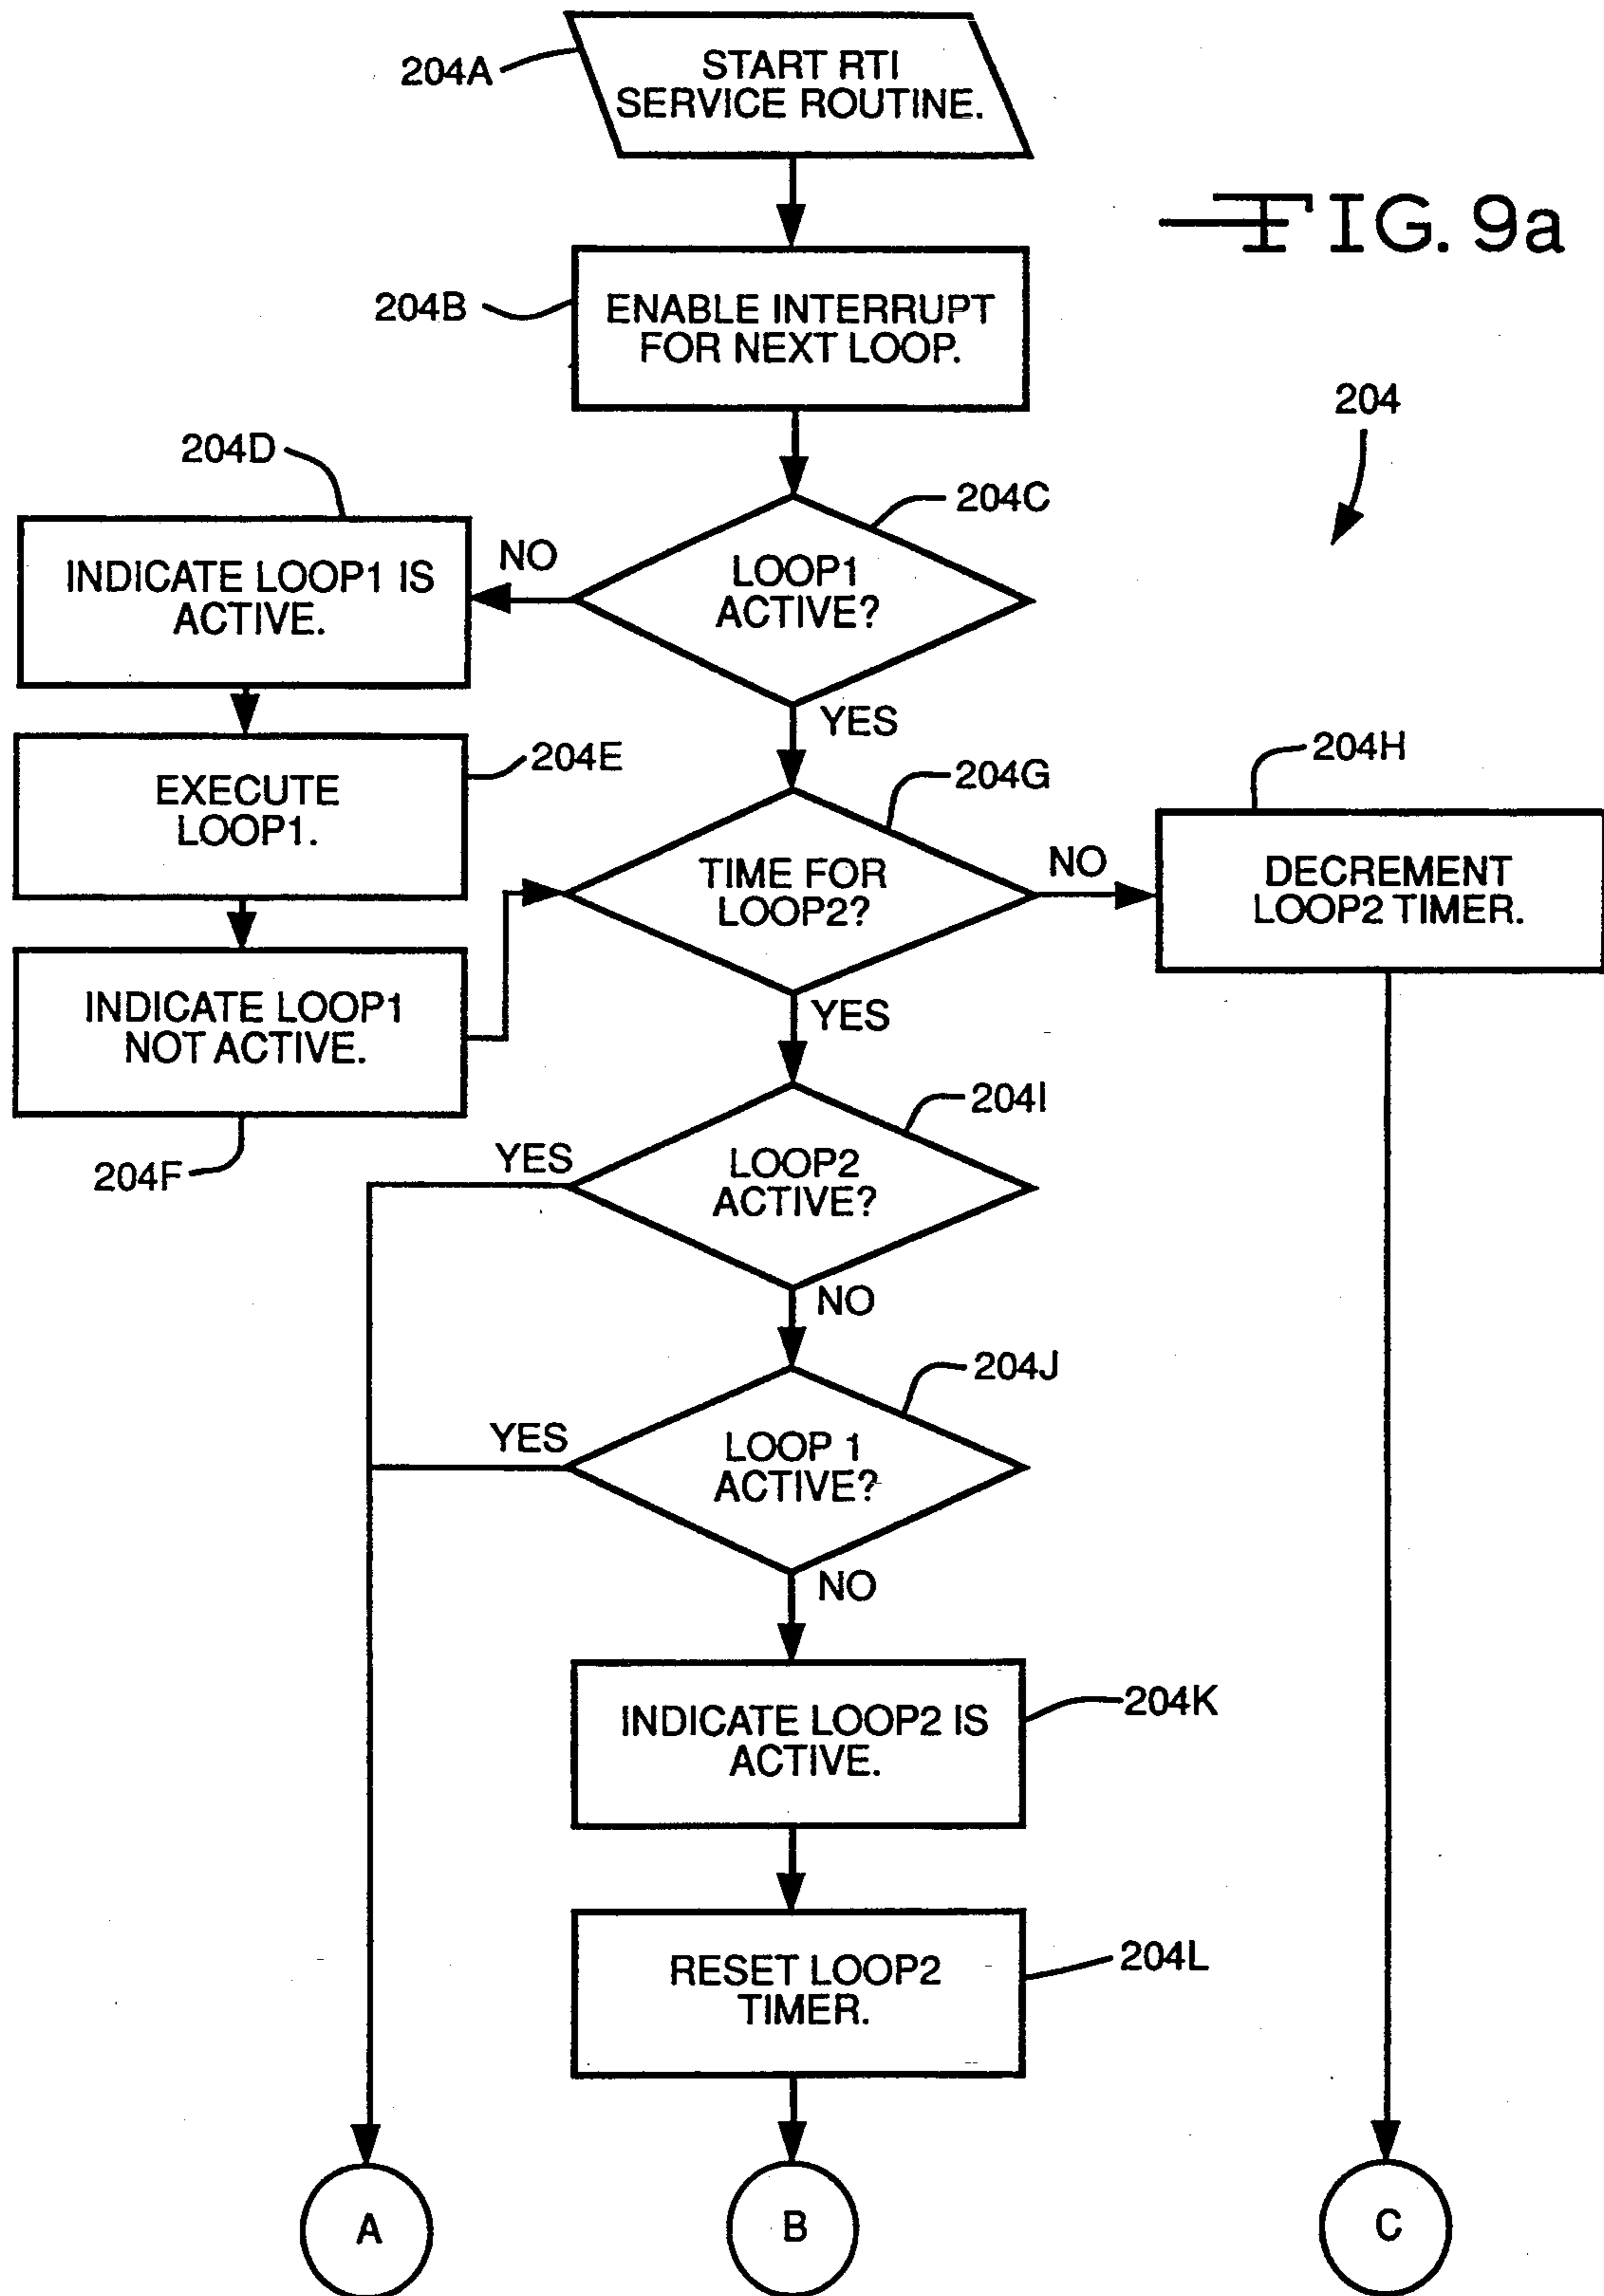 204A
START RTI
SERVICE ROUTINE.
FIG. 9a
204B
ENABLE INTERRUPT
FOR NEXT LOOP.
204
204D
204C
INDICATE LOOP1 IS
ACTIVE.
NO
LOOP1
ACTIVE?
YES
204E
EXECUTE
LOOP1.
204G
204H
TIME FOR
LOOP2?
NO
DECREMENT
LOOP2 TIMER.
INDICATE LOOP1
NOT ACTIVE.
YES
204F
204I
YES
LOOP2
ACTIVE?
NO
204J
YES
LOOP 1
ACTIVE?
NO
INDICATE LOOP2 IS
ACTIVE.
204K
RESET LOOP2
TIMER.
204L
A
B
C